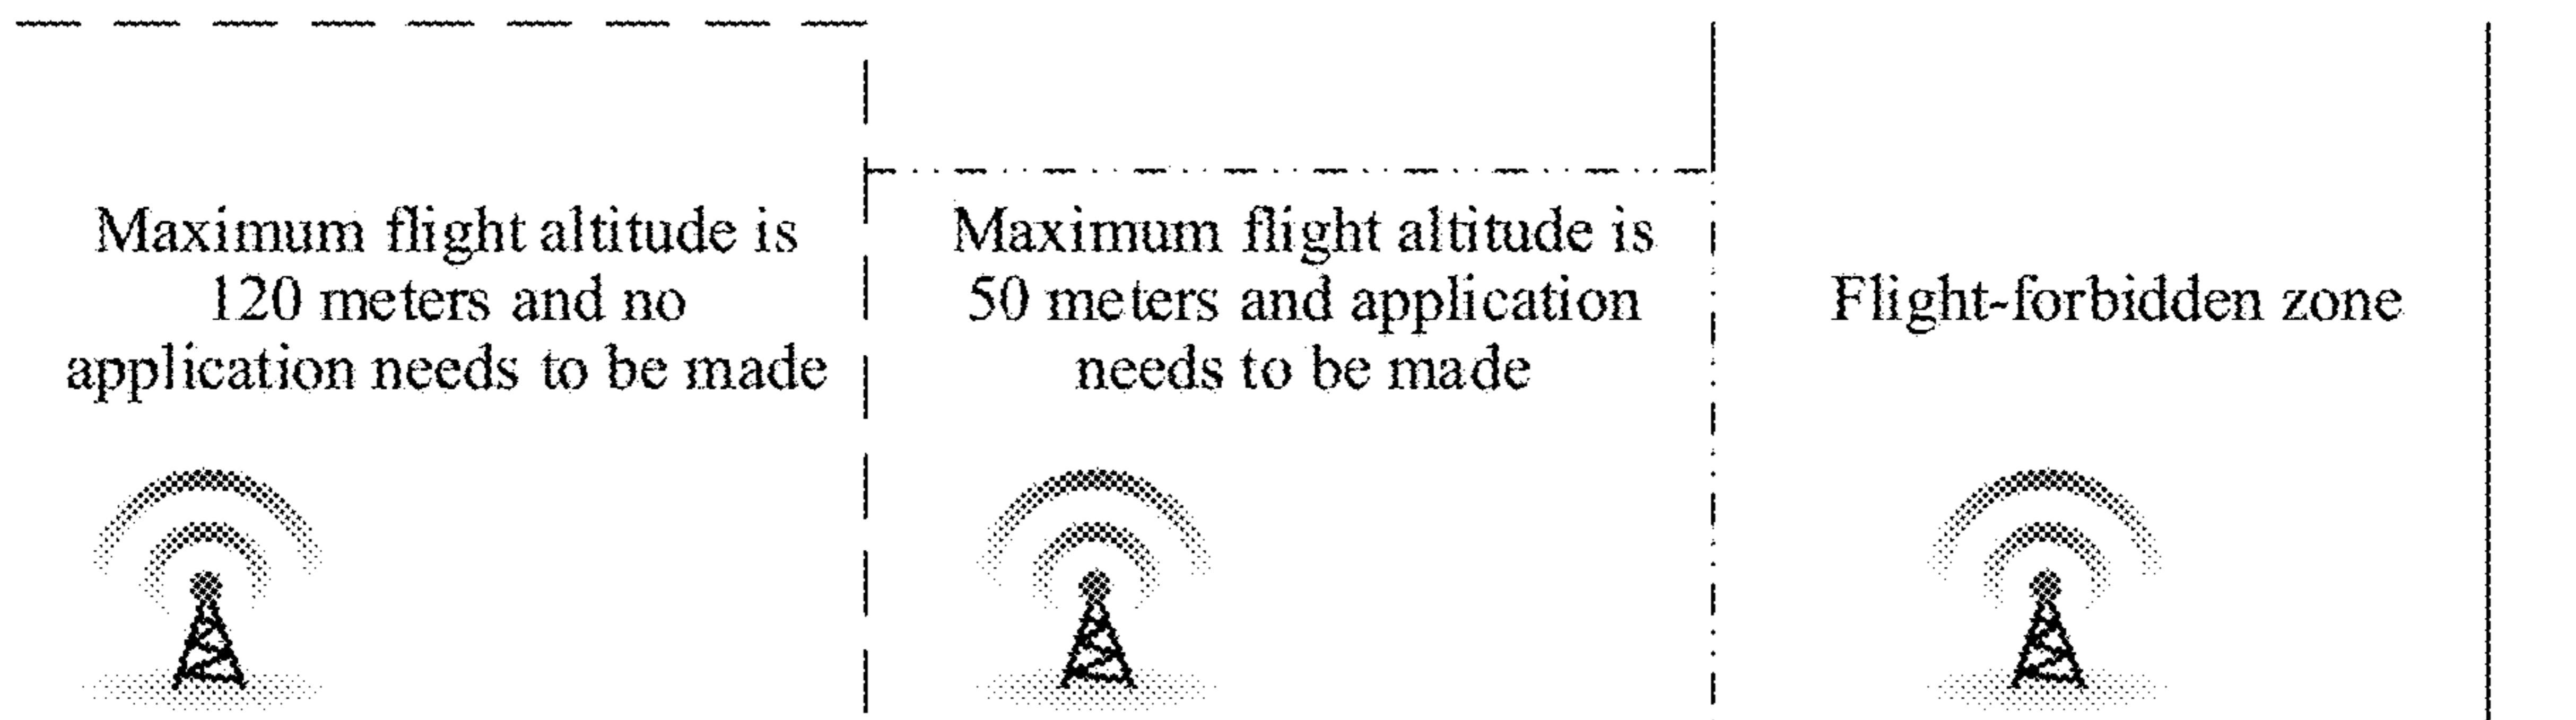 Maximum flight altitude is
120 meters and no
application needs to be made
Maximum flight altitude is
50 meters and application
needs to be made
Flight-forbidden zone